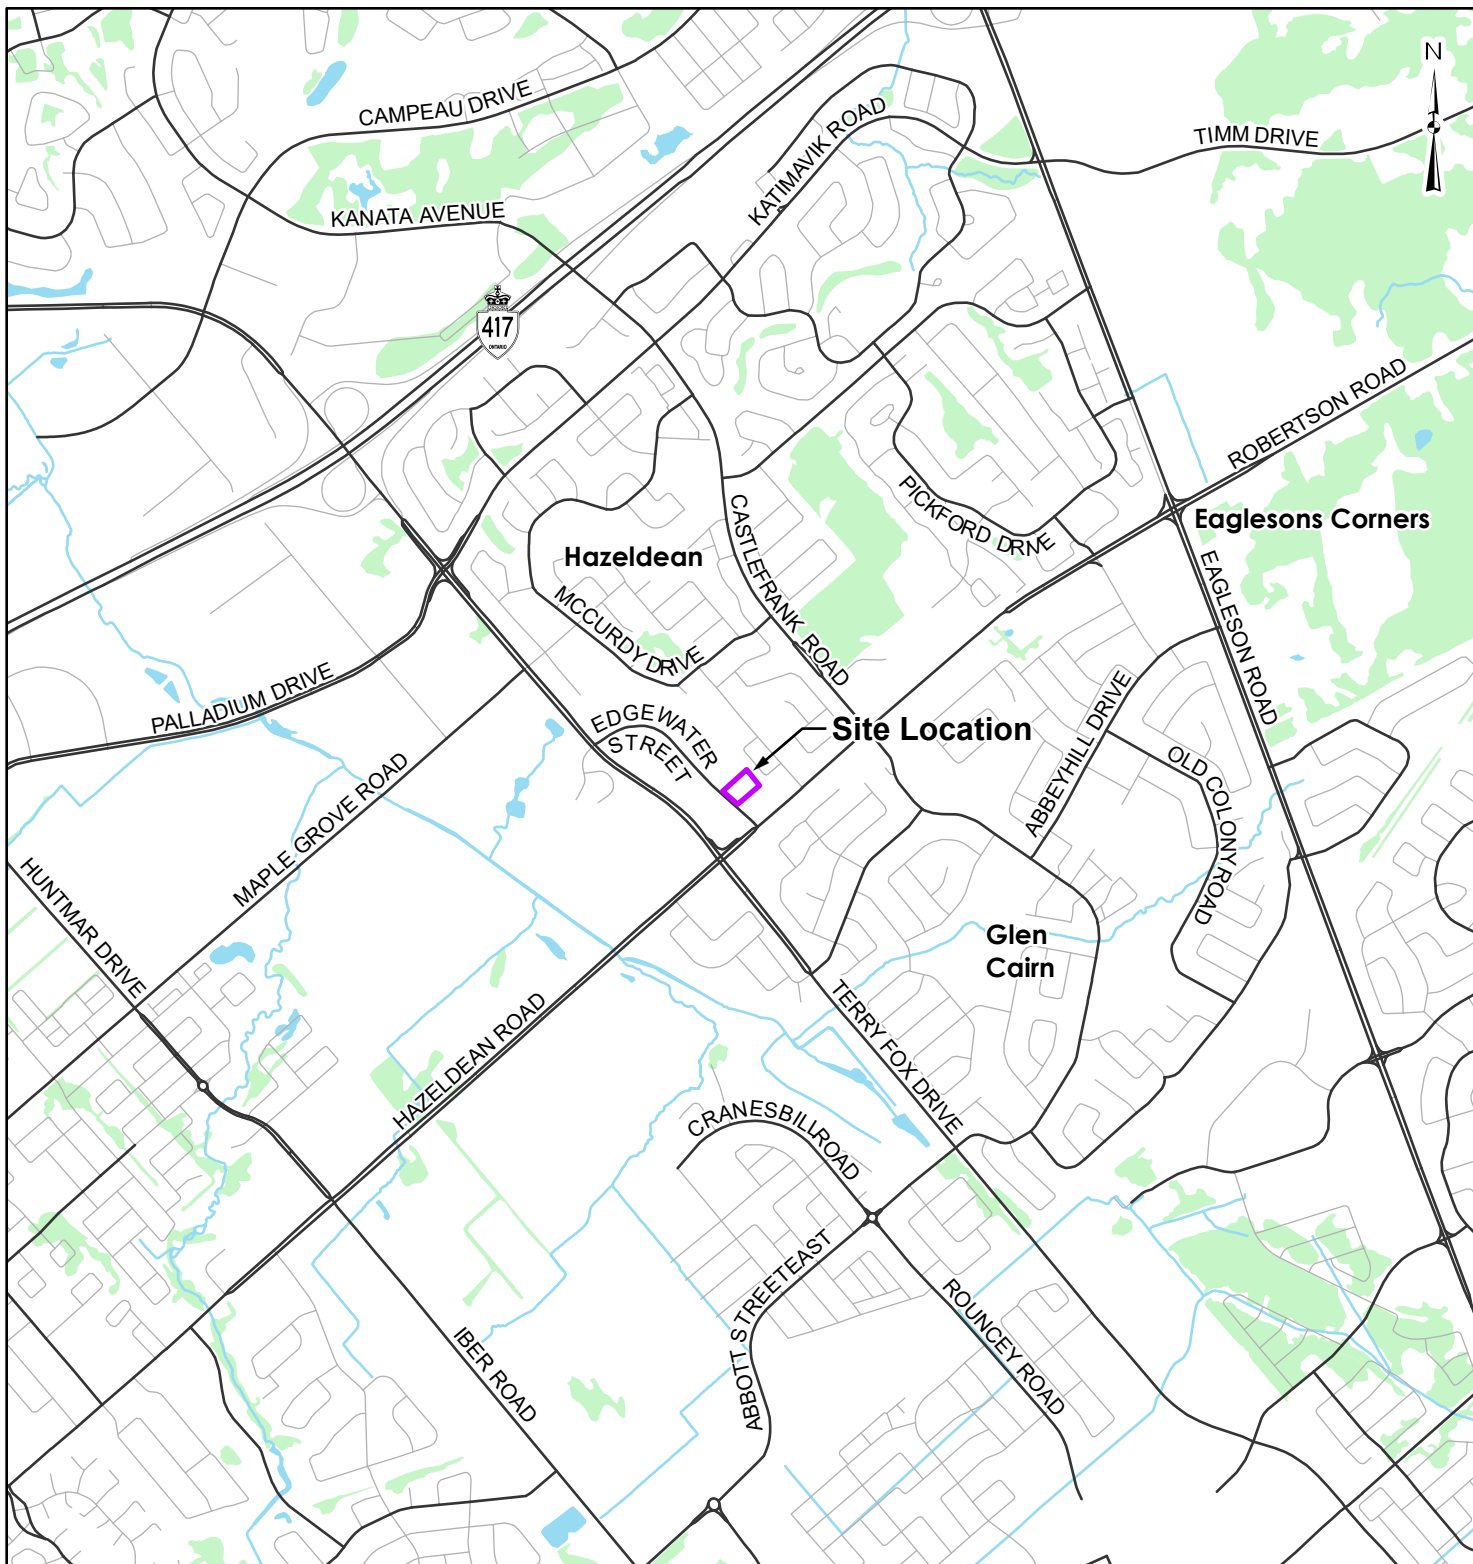 N
CAMPEAU DRIVE
KATIMAVIK ROAD
TIMM DRIVE
KANATA AVENUE
417
ONTARIO
ROBERTSON ROAD
PICKFORD DRIVE
Eaglesons Corners
CASTLEFRANK ROAD
Hazeldean
EAGLESON ROAD
MCCURDY DRIVE
PALLADIUM DRIVE
EDGEWATER
STREET
Site Location
ABBEYHILL DRIVE
OLD COLONY ROAD
MAPLE GROVE ROAD
HUNTMAR DRIVE
Glen
Cairn
HAZELDEAN ROAD
TERRY FOX DRIVE
CRANESBILL ROAD
ABBOTT STREET EAST
ROUNCEY ROAD
IBER ROAD